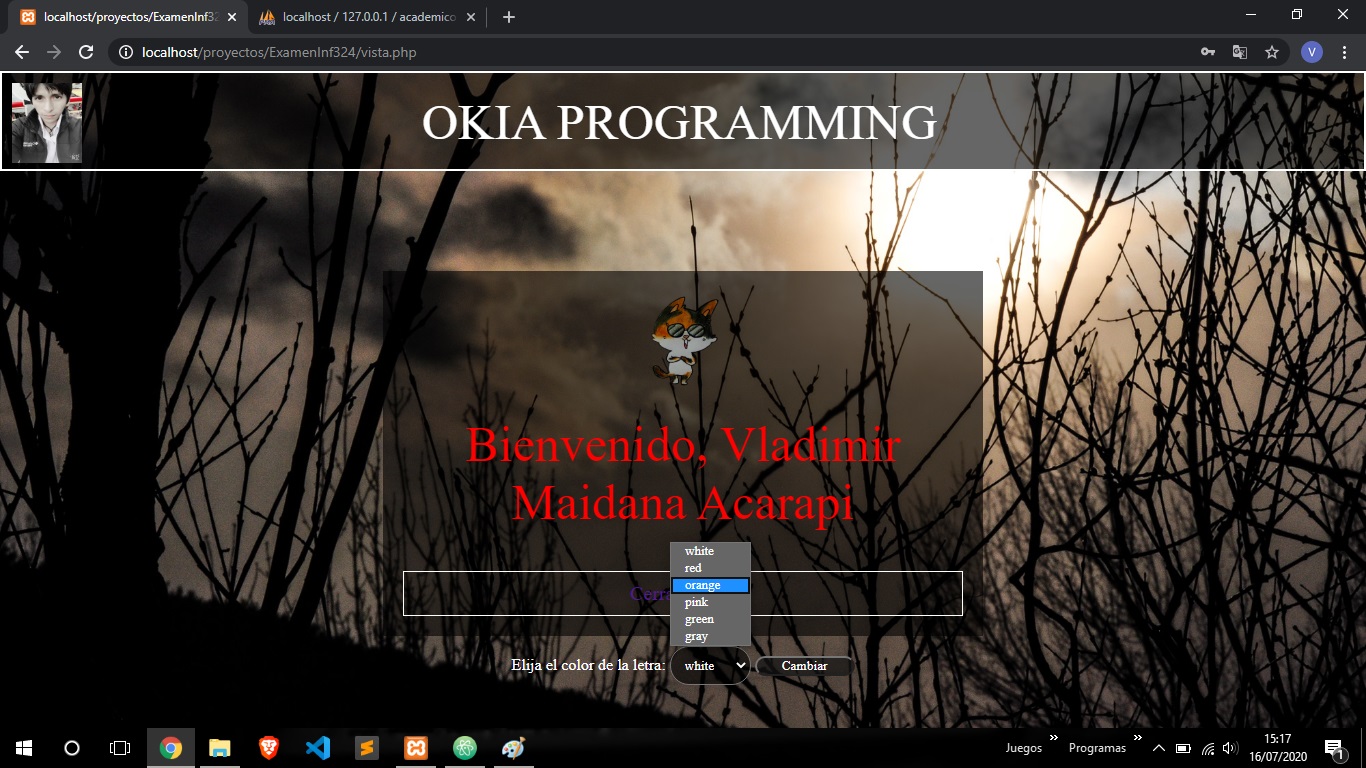 localhost/proyectos/ExamenInf32
localhost / 127.0.0.1 / academico
localhost/proyectos/ExamenInf324/vista.php
V
OKIA PROGRAMMING
Bienvenido, Vladimir
Maidana Acarapi
white
red
orange
pink
green
gray
Elija el color de la letra: white Cambiar
Juegos
Programas
15:17
16/07/2020
1